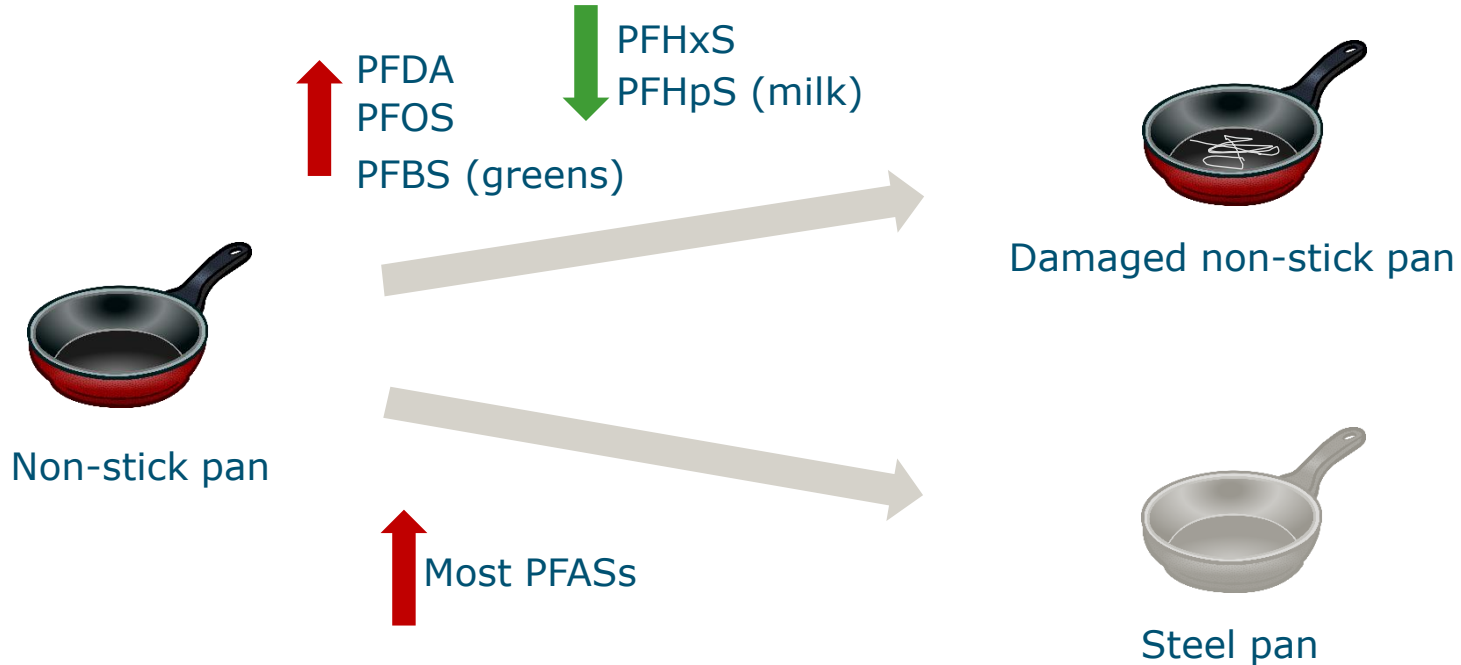 PFDA
PFOS
PFBS (greens)
PFHxS
PFHpS (milk)
Damaged non-stick pan
Non-stick pan
Most PFASs
Steel pan